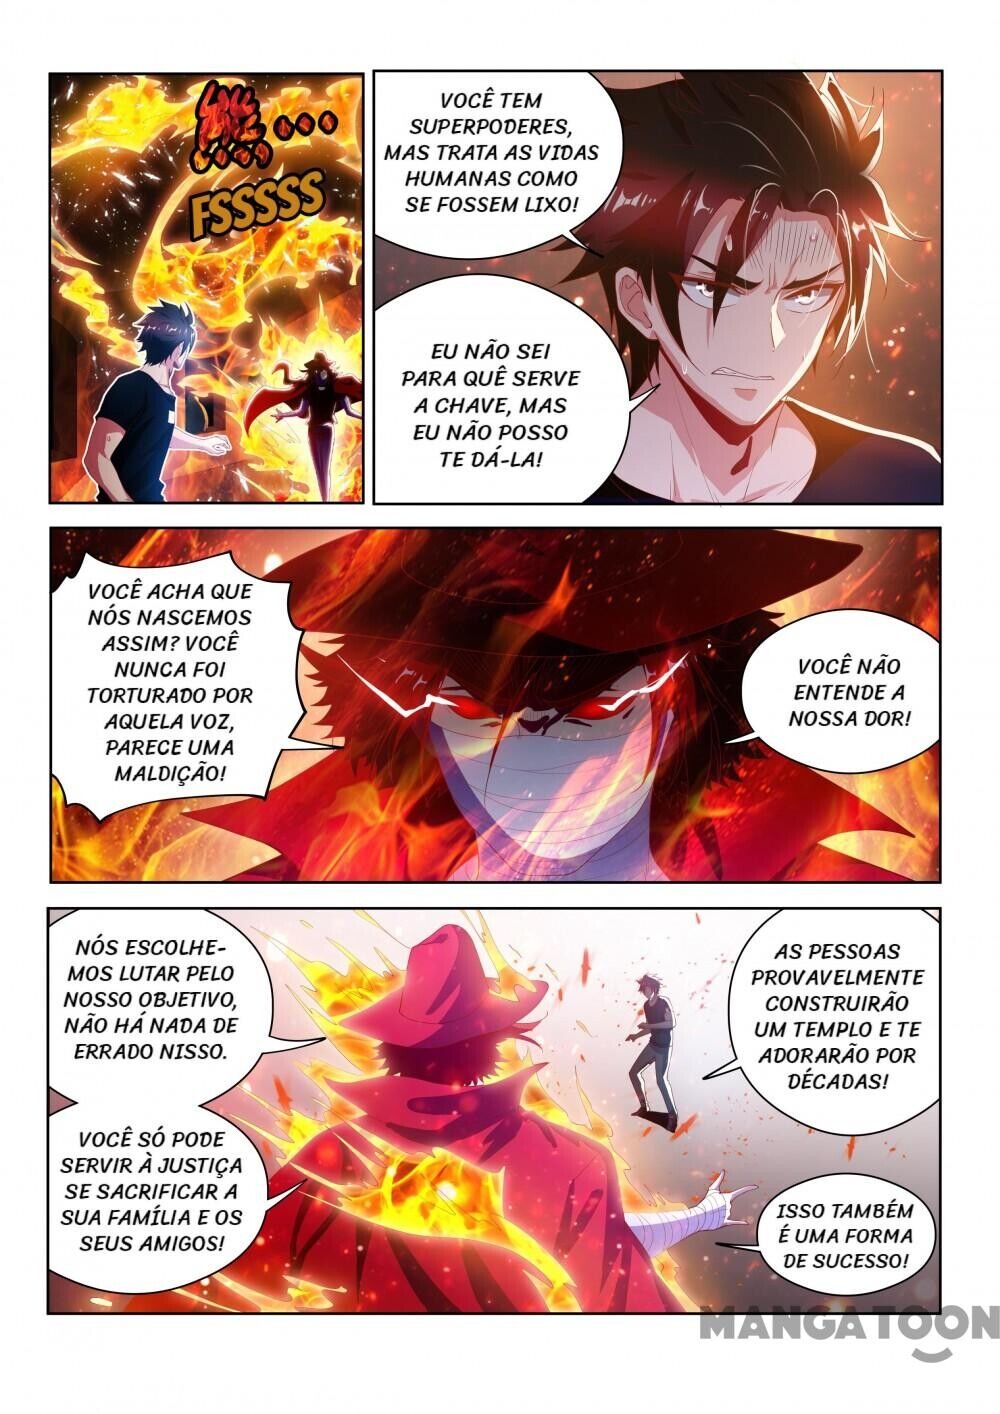 FSSSSS
VOCÊ TEM
SUPERPODERES,
MAS TRATA AS VIDAS
HUMANAS COMO
SE FOSSEM LIXO!
EU NÃO SEI
PARA QUÊ SERVE
A CHAVE, MAS
EU NÃO POSSO
TE DÁ-LA!
VOCÊ ACHA QUE
NÓS NASCEMOS
ASSIM? VOCÊ
NUNCA FOI
TORTURADO POR
AQUELA VOZ,
PARECE UMA
MALDIÇÃO!
VOCÊ NÃO
ENTENDE A
NOSSA DOR!
NÓS ESCOLHE-
MOS LUTAR PELO
NOSSO OBJETIVO,
NÃO HÁ NADA DE
ERRADO NISSO.
VOCÊ SÓ PODE
SERVIR À JUSTIÇA
SE SACRIFICAR A
SUA FAMÍLIA E OS
SEUS AMIGOS!
AS PESSOAS
PROVAVELMENTE
CONSTRUIRÃO
UM TEMPLO E TE
ADORARÃO POR
DÉCADAS!
ISSO TAMBÉM
É UMA FORMA
DE SUCESSO!
MANGATOON